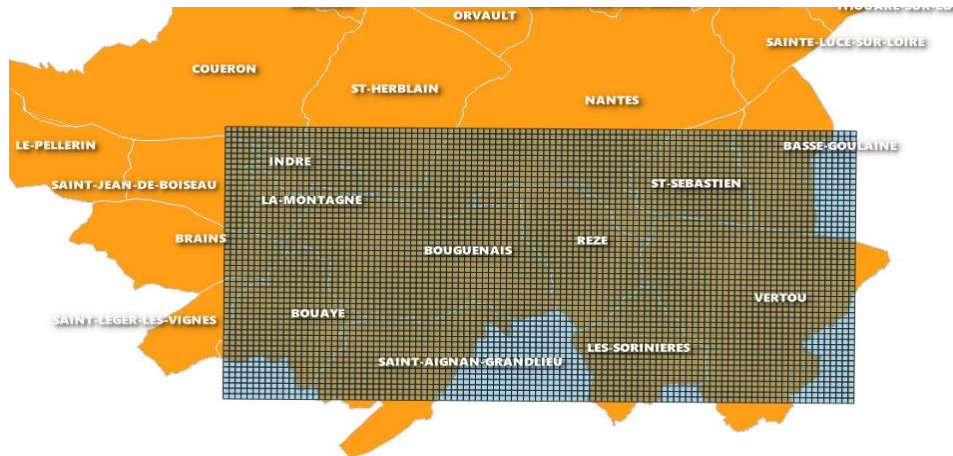 ORVAULT
SAINTE-LUCE-SUR-LOIRE
COUERON
ST-HERBLAIN
NANTES
LE-PELLERIN
BASSE-GOULAINE
INDRE
SAINT-JEAN-DE-BOISEAU
ST-SEBASTIEN
LA-MONTAGNE
BRAINS
BOUGUENAIS
REZE
VERTOU
SAINT-LEGER-LES-VIGNES
BOUAYE
LES-SORINIERES
SAINT-AIGNAN-GRANDLIEU